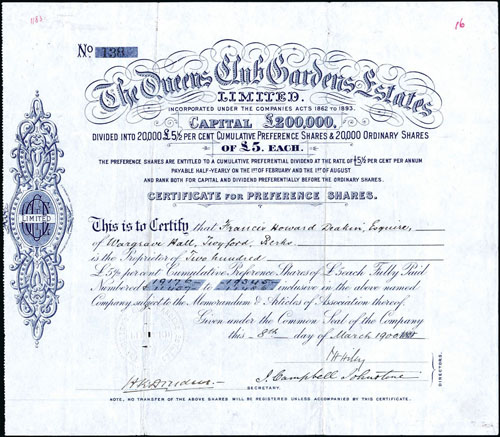 16
No 138
The Queens Club Gardens Estates
LIMITED.
INCORPORATED UNDER THE COMPANIES ACTS 1862 TO 1893.
CAPITAL £200,000,
DIVIDED INTO 20,000 £5½ PER CENT CUMULATIVE PREFERENCE SHARES & 20,000 ORDINARY SHARES
OF £5. EACH.
THE PREFERENCE SHARES ARE ENTITLED TO A CUMULATIVE PREFERENTIAL DIVIDEND AT THE RATE OF £5½ PER CENT PER ANNUM
PAYABLE HALF-YEARLY ON THE 1ST OF FEBRUARY AND THE 1ST OF AUGUST
AND RANK BOTH FOR CAPITAL AND DIVIDEND PREFERENTIALLY BEFORE THE ORDINARY SHARES.
CERTIFICATE FOR PREFERENCE SHARES.
LIMITED
This is to Certify that Francis Howard Deakin, Esquire,
of Wargrave Hall, Twyford, Berks
is the Proprietor of Two hundred
£5½ per cent Cumulative Preference Shares of £5 each Fully Paid
Numbered to inclusive in the above named
Company subject to the Memorandum & Articles of Association thereof.
Given under the Common Seal of the Company
this 8th day of March 1900
DIRECTORS.
J. Campbell Johnstone
SECRETARY.
NOTE, NO TRANSFER OF THE ABOVE SHARES WILL BE REGISTERED UNLESS ACCOMPANIED BY THIS CERTIFICATE.